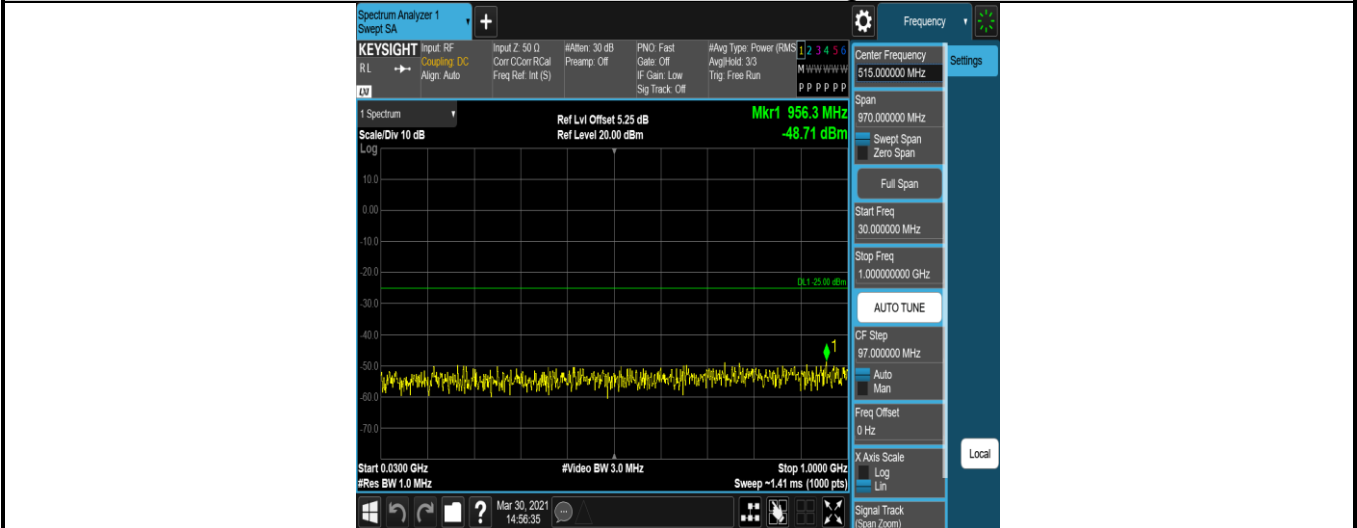 Spectrum Analyzer 1
Swept SA
+
Frequency
KEYSIGHT
RL
Input: RF
Coupling: DC
Align: Auto
Input Z: 50 Ω
Corr CCorr RCal
Freq Ref: Int (S)
#Atten: 30 dB
Preamp: Off
PNO: Fast
Gate: Off
IF Gain: Low
Sig Track: Off
#Avg Type: Power (RMS
Avg|Hold: 3/3
Trig: Free Run
1 2 3 4 5 6
M W W W W W
P P P P P P
LXI
1 Spectrum
Scale/Div 10 dB
Log
Ref Lvl Offset 5.25 dB
Ref Level 20.00 dBm
Mkr1 956.3 MHz
-48.71 dBm
10.0
0.00
-10.0
-20.0
DL1 -25.00 dBm
-30.0
-40.0
1
-50.0
-60.0
-70.0
Start 0.0300 GHz
#Res BW 1.0 MHz
#Video BW 3.0 MHz
Stop 1.0000 GHz
Sweep ~1.41 ms (1000 pts)
?
Mar 30, 2021
14:56:35
Center Frequency
515.000000 MHz
Settings
Span
970.000000 MHz
Swept Span
Zero Span
Full Span
Start Freq
30.000000 MHz
Stop Freq
1.000000000 GHz
AUTO TUNE
CF Step
97.000000 MHz
Auto
Man
Freq Offset
0 Hz
X Axis Scale
Log
Lin
Local
Signal Track
(Span Zoom)